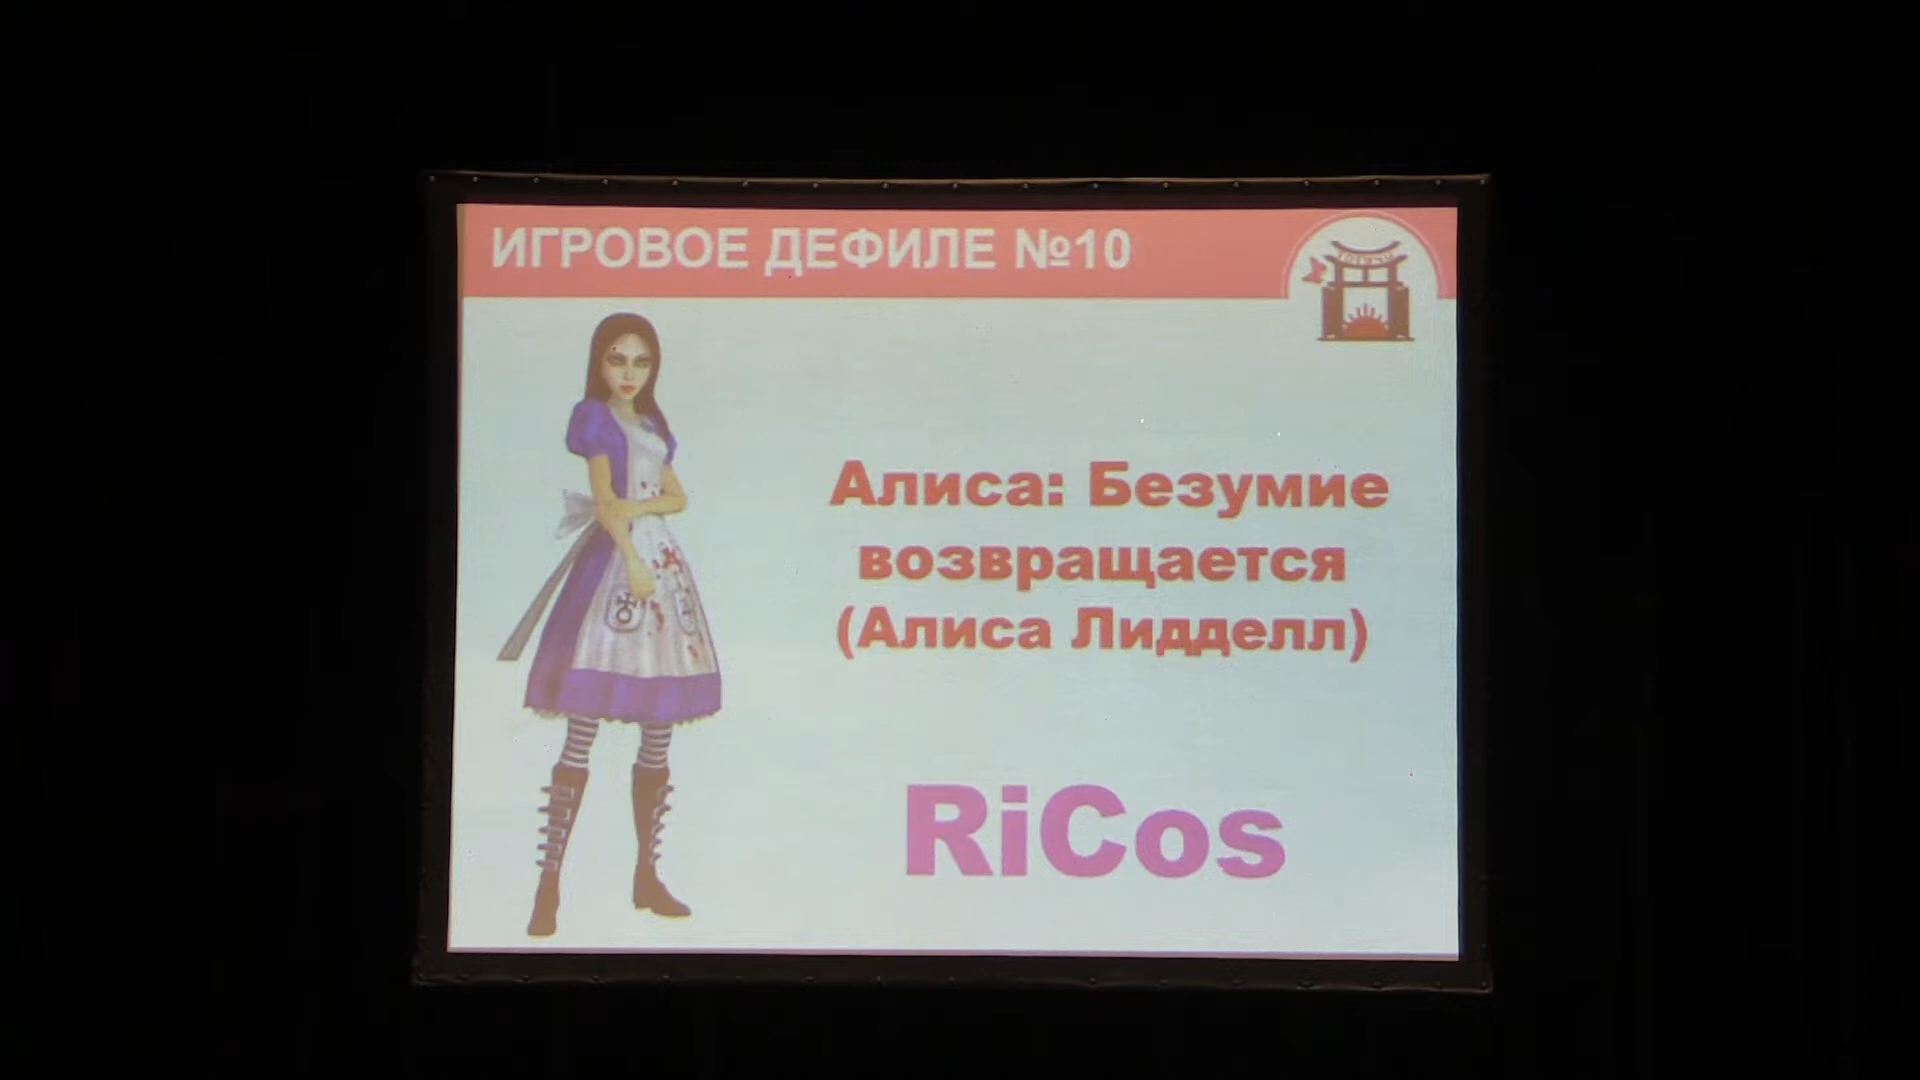 ИГРОВОЕ ДЕФИЛЕ №10
Алиса: Безумие
возвращается
(Алиса Лидделл)
RiCos